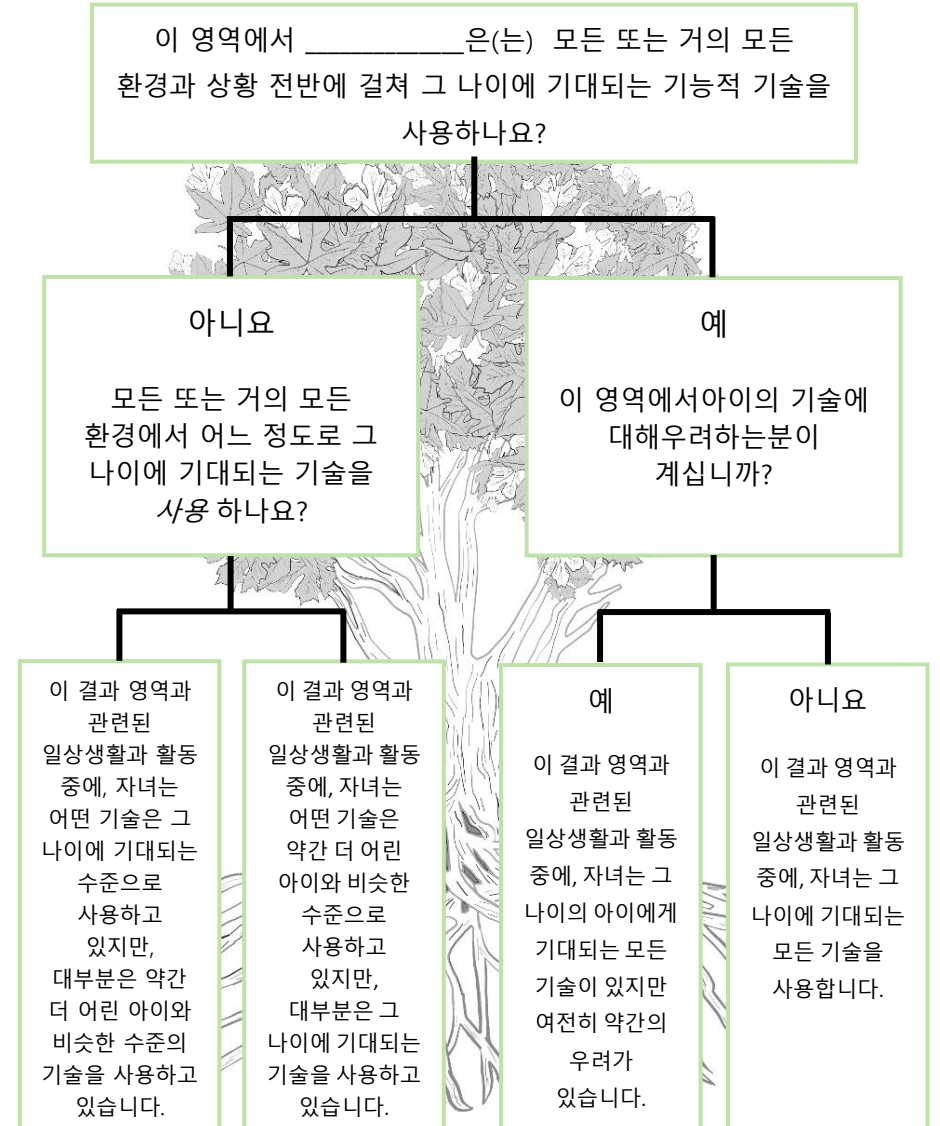 이 영역에서 ______________은(는) 모든 또는 거의 모든
환경과 상황 전반에 걸쳐 그 나이에 기대되는 기능적 기술을
사용하나요?
아니요
모든 또는 거의 모든
환경에서 어느 정도로 그
나이에 기대되는 기술을
사용 하나요?
예
이 영역에서아이의 기술에
대해우려하는분이
계십니까?
이 결과 영역과
관련된
일상생활과 활동
중에, 자녀는
어떤 기술은 그
나이에 기대되는
수준으로
사용하고
있지만,
대부분은 약간
더 어린 아이와
비슷한 수준의
기술을 사용하고
있습니다.
이 결과 영역과
관련된
일상생활과 활동
중에, 자녀는
어떤 기술은
약간 더 어린
아이와 비슷한
수준으로
사용하고
있지만,
대부분은 그
나이에 기대되는
기술을 사용하고
있습니다.
예
이 결과 영역과
관련된
일상생활과 활동
중에, 자녀는 그
나이의 아이에게
기대되는 모든
기술이 있지만
여전히 약간의
우려가
있습니다.
아니요
이 결과 영역과
관련된
일상생활과 활동
중에, 자녀는 그
나이에 기대되는
모든 기술을
사용합니다.